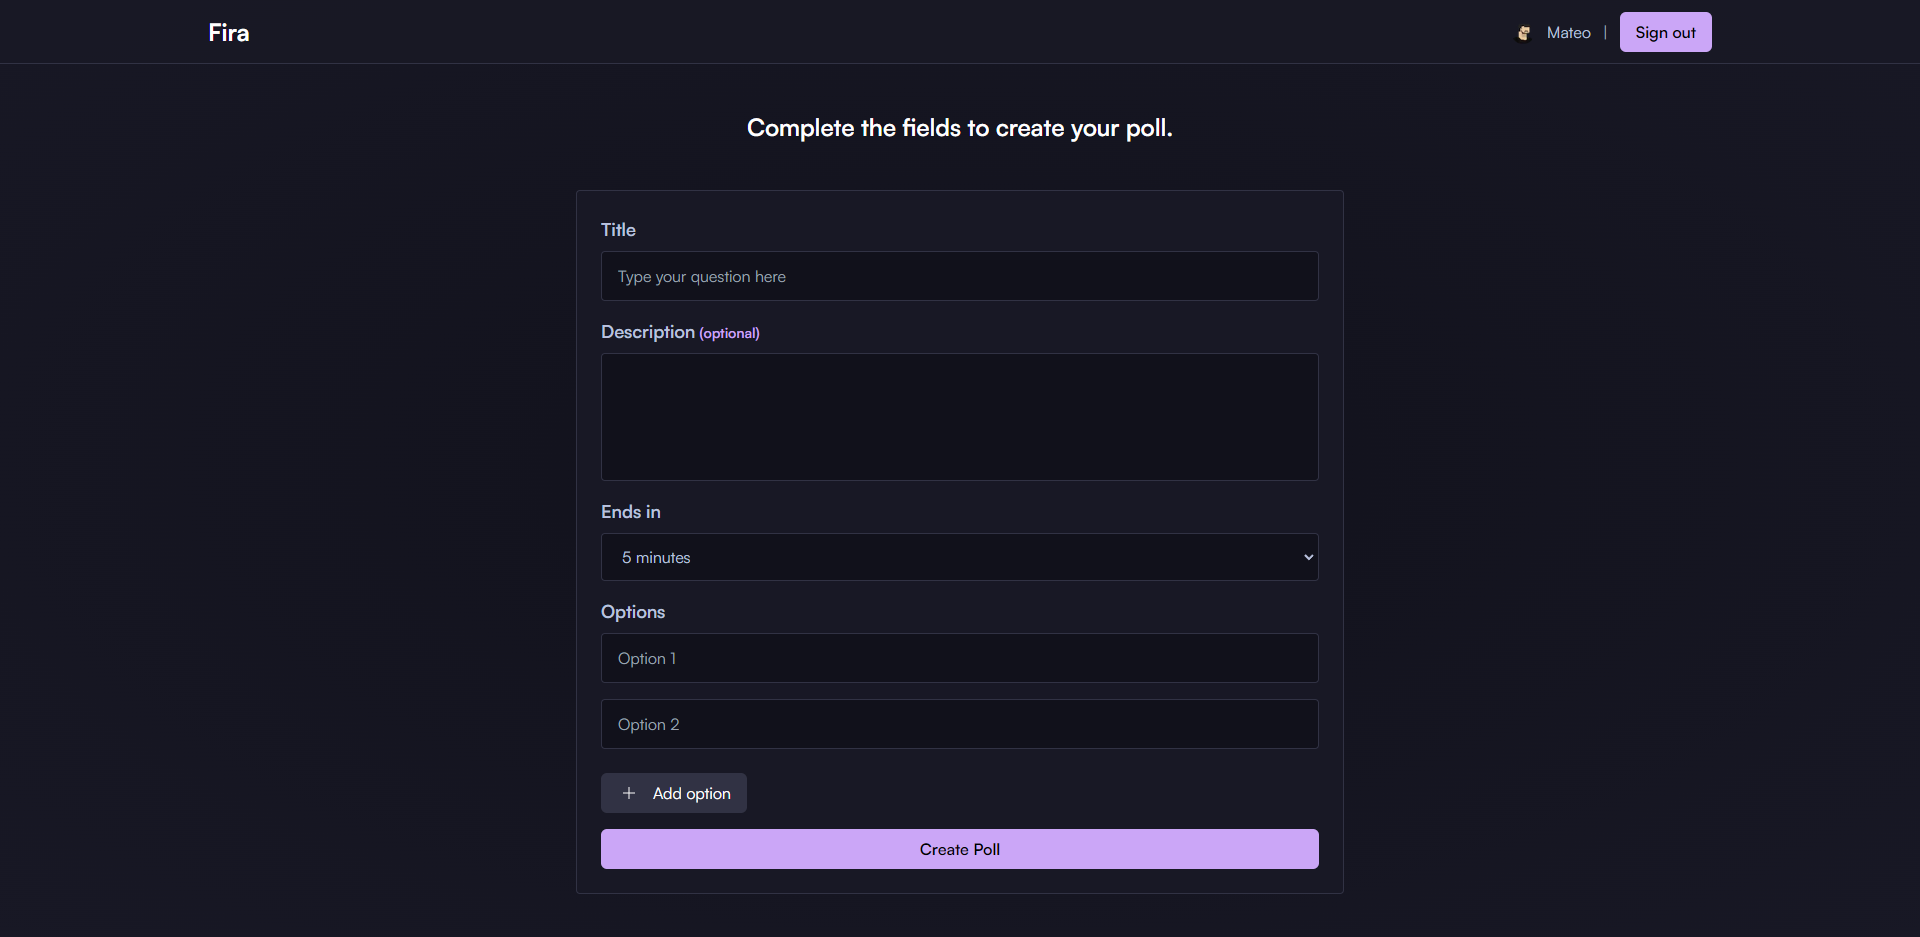 Fira
Mateo | Sign out
Complete the fields to create your poll.
Title
Type your question here
Description (optional)
Ends in
5 minutes
Options
Option 1
Option 2
+ Add option
Create Poll